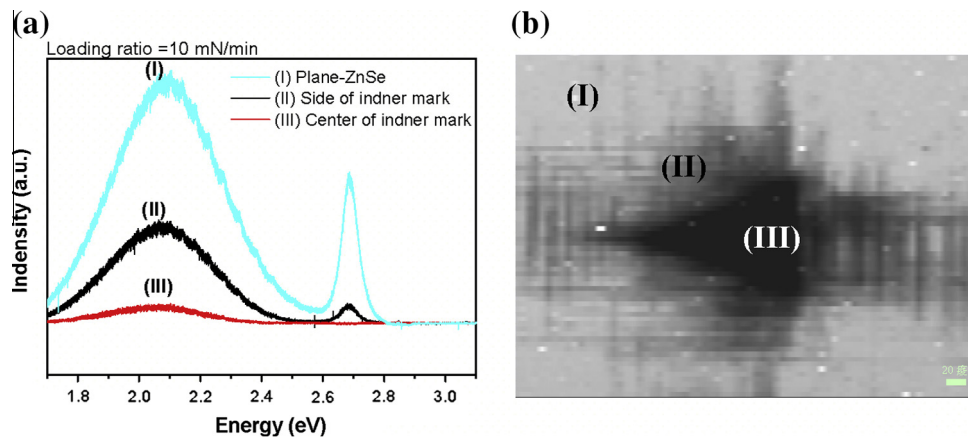 (a)
Loading ratio =10 mN/min
(I)
(I) Plane-ZnSe
(II) Side of indner mark
(III) Center of indner mark
(II)
(III)
Indensity (a.u.)
1.8 2.0 2.2 2.4 2.6 2.8 3.0
Energy (eV)
(b)
(I)
(II)
(III)
20 疫